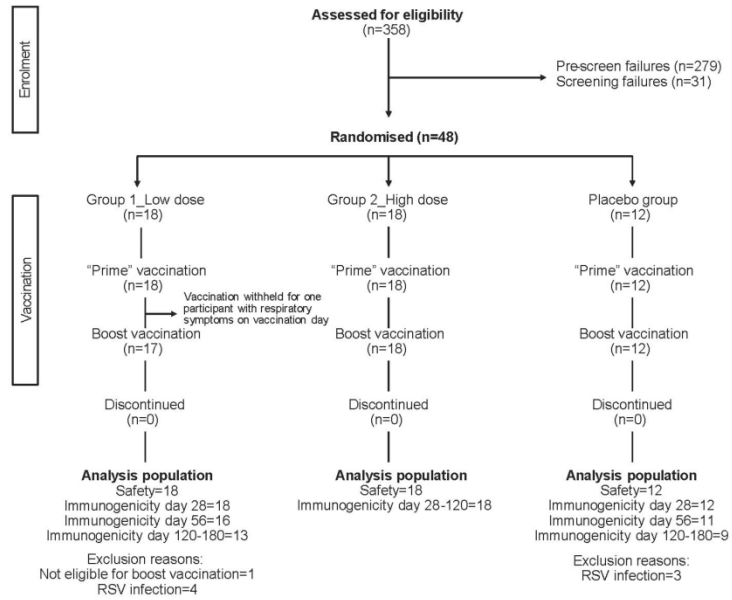 Assessed for eligibility
(n=358)
Enrolment
Pre-screen failures (n=279)
Screening failures (n=31)
Randomised (n=48)
Vaccination
Group 1_Low dose
(n=18)
Group 2_High dose
(n=18)
Placebo group
(n=12)
“Prime” vaccination
(n=18)
“Prime” vaccination
(n=18)
“Prime” vaccination
(n=12)
Vaccination withheld for one
participant with respiratory
symptoms on vaccination day
Boost vaccination
(n=17)
Boost vaccination
(n=18)
Boost vaccination
(n=12)
Discontinued
(n=0)
Discontinued
(n=0)
Discontinued
(n=0)
Analysis population
Safety=18
Immunogenicity day 28=18
Immunogenicity day 56=16
Immunogenicity day 120-180=13
Exclusion reasons:
Not eligible for boost vaccination=1
RSV infection=4
Analysis population
Safety=18
Immunogenicity day 28-120=18
Analysis population
Safety=12
Immunogenicity day 28=12
Immunogenicity day 56=11
Immunogenicity day 120-180=9
Exclusion reasons:
RSV infection=3